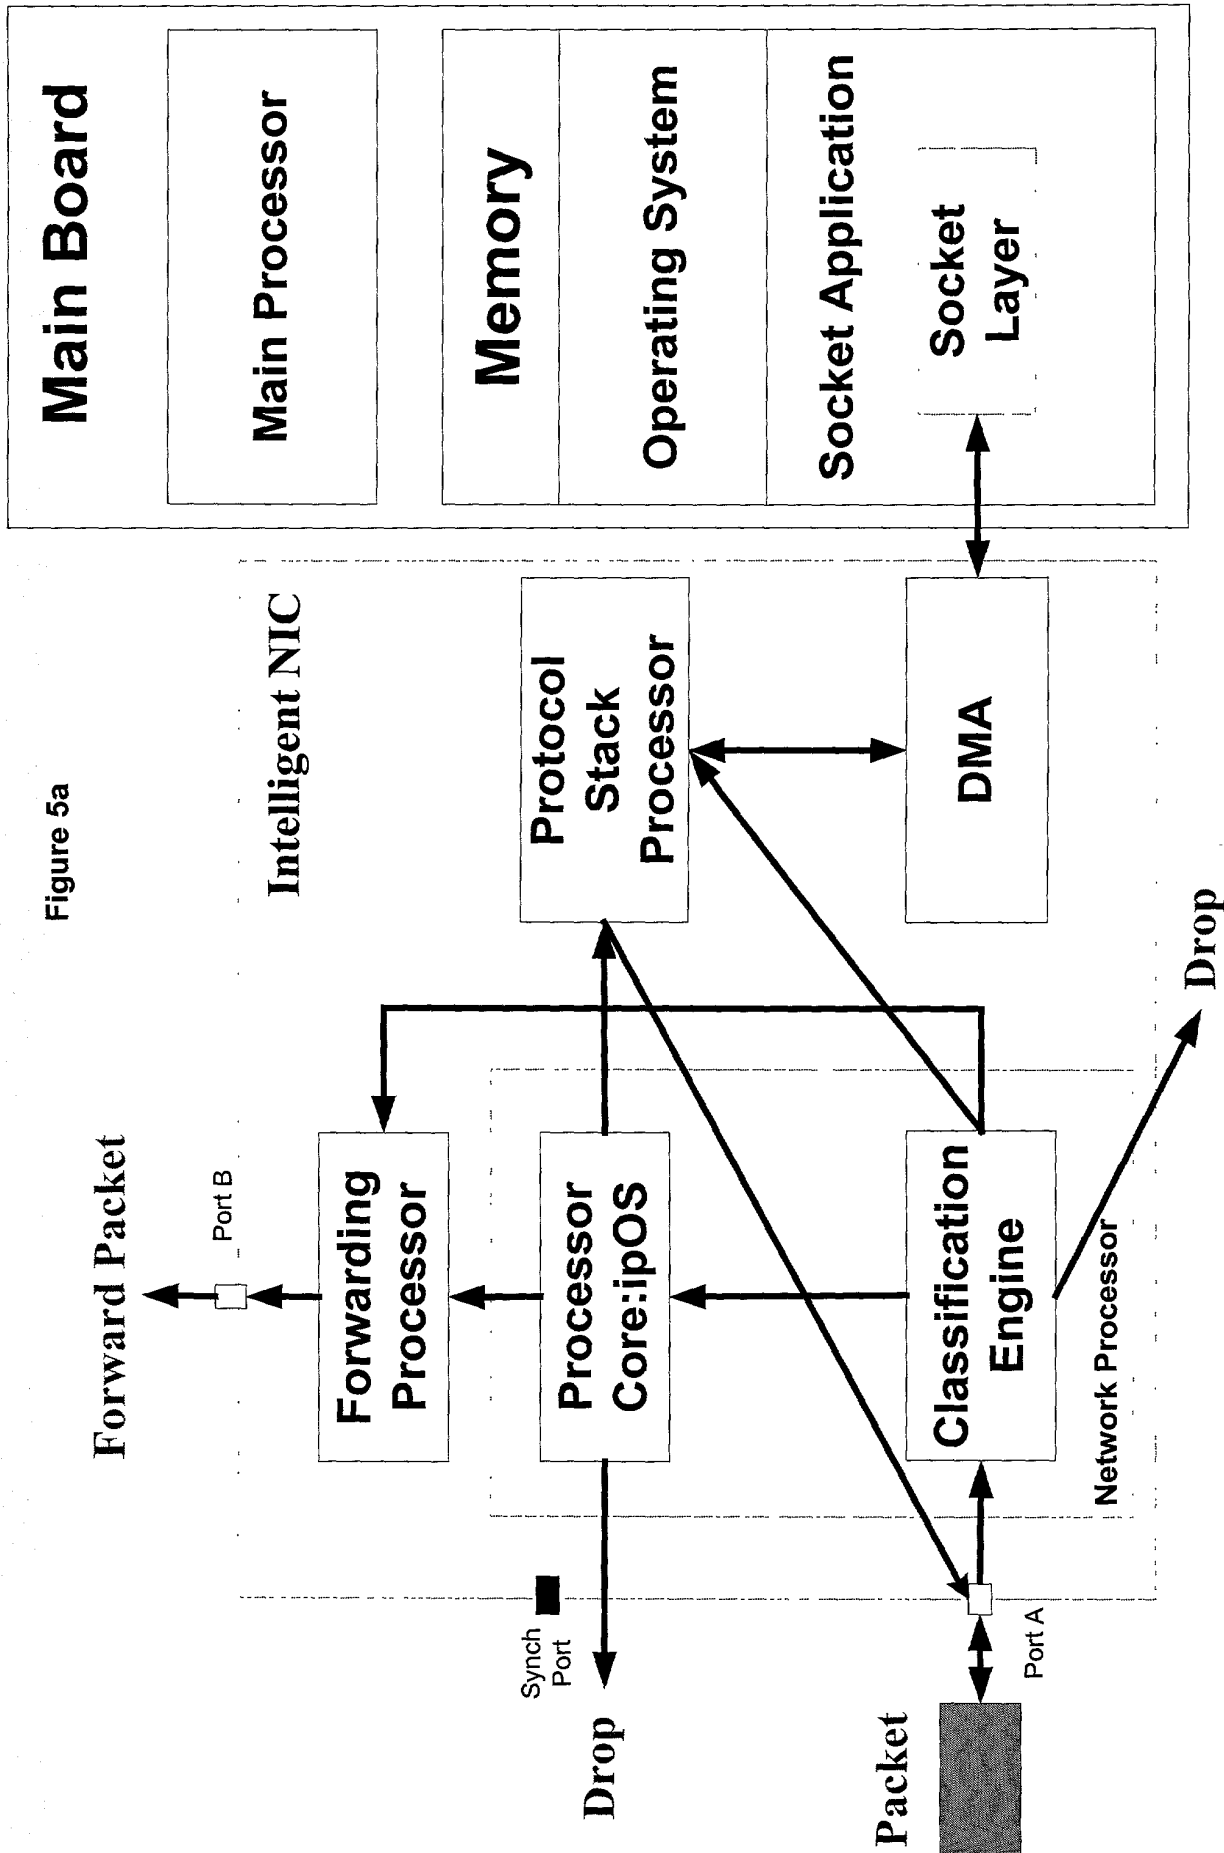 Figure 5a
Main Board
Main Processor
Memory
Operating System
Socket Application
Socket
Layer
Intelligent NIC
Protocol
Stack
Processor
DMA
Forward Packet
Port B
Forwarding
Processor
Processor
Core::ipOS
Classification
Engine
Network Processor
Drop
Synch
Port
Drop
Packet
Port A